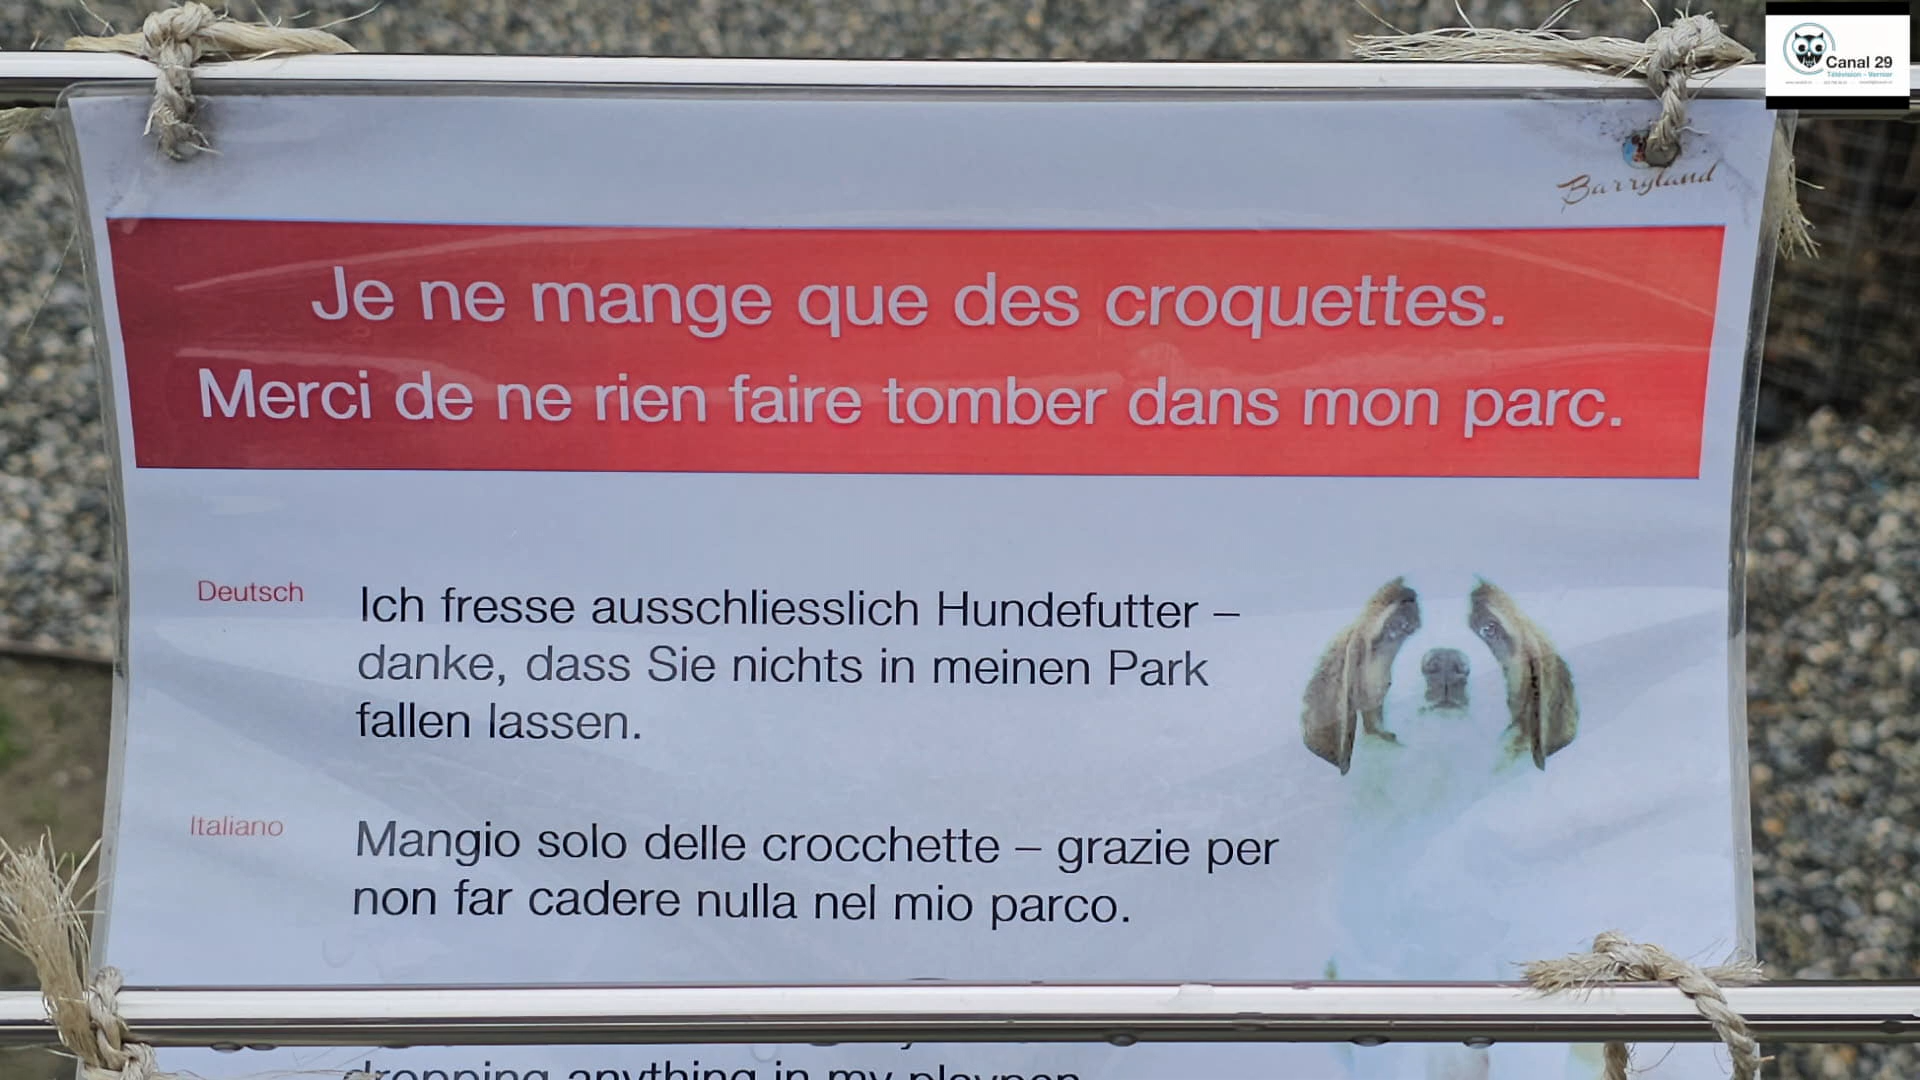 Canal 29
Télévision - Vernier
Barryland
Je ne mange que des croquettes.
Merci de ne rien faire tomber dans mon parc.
Deutsch
Ich fresse ausschliesslich Hundefutter –
danke, dass Sie nichts in meinen Park
fallen lassen.
Italiano
Mangio solo delle crocchette – grazie per
non far cadere nulla nel mio parco.
dropping anything in my playpen